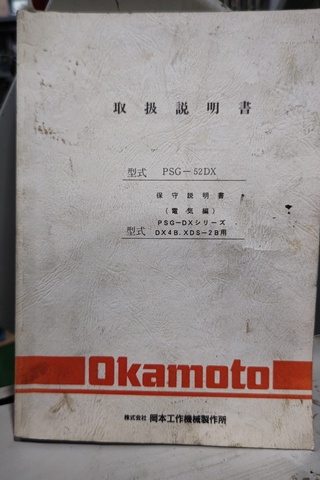 取扱説明書
型式 PSG-52DX
保守説明書
(電気編)
PSG-DXシリーズ
型式 DX4B.XDS-2B用
Okamoto
株式会社 岡本工作機械製作所